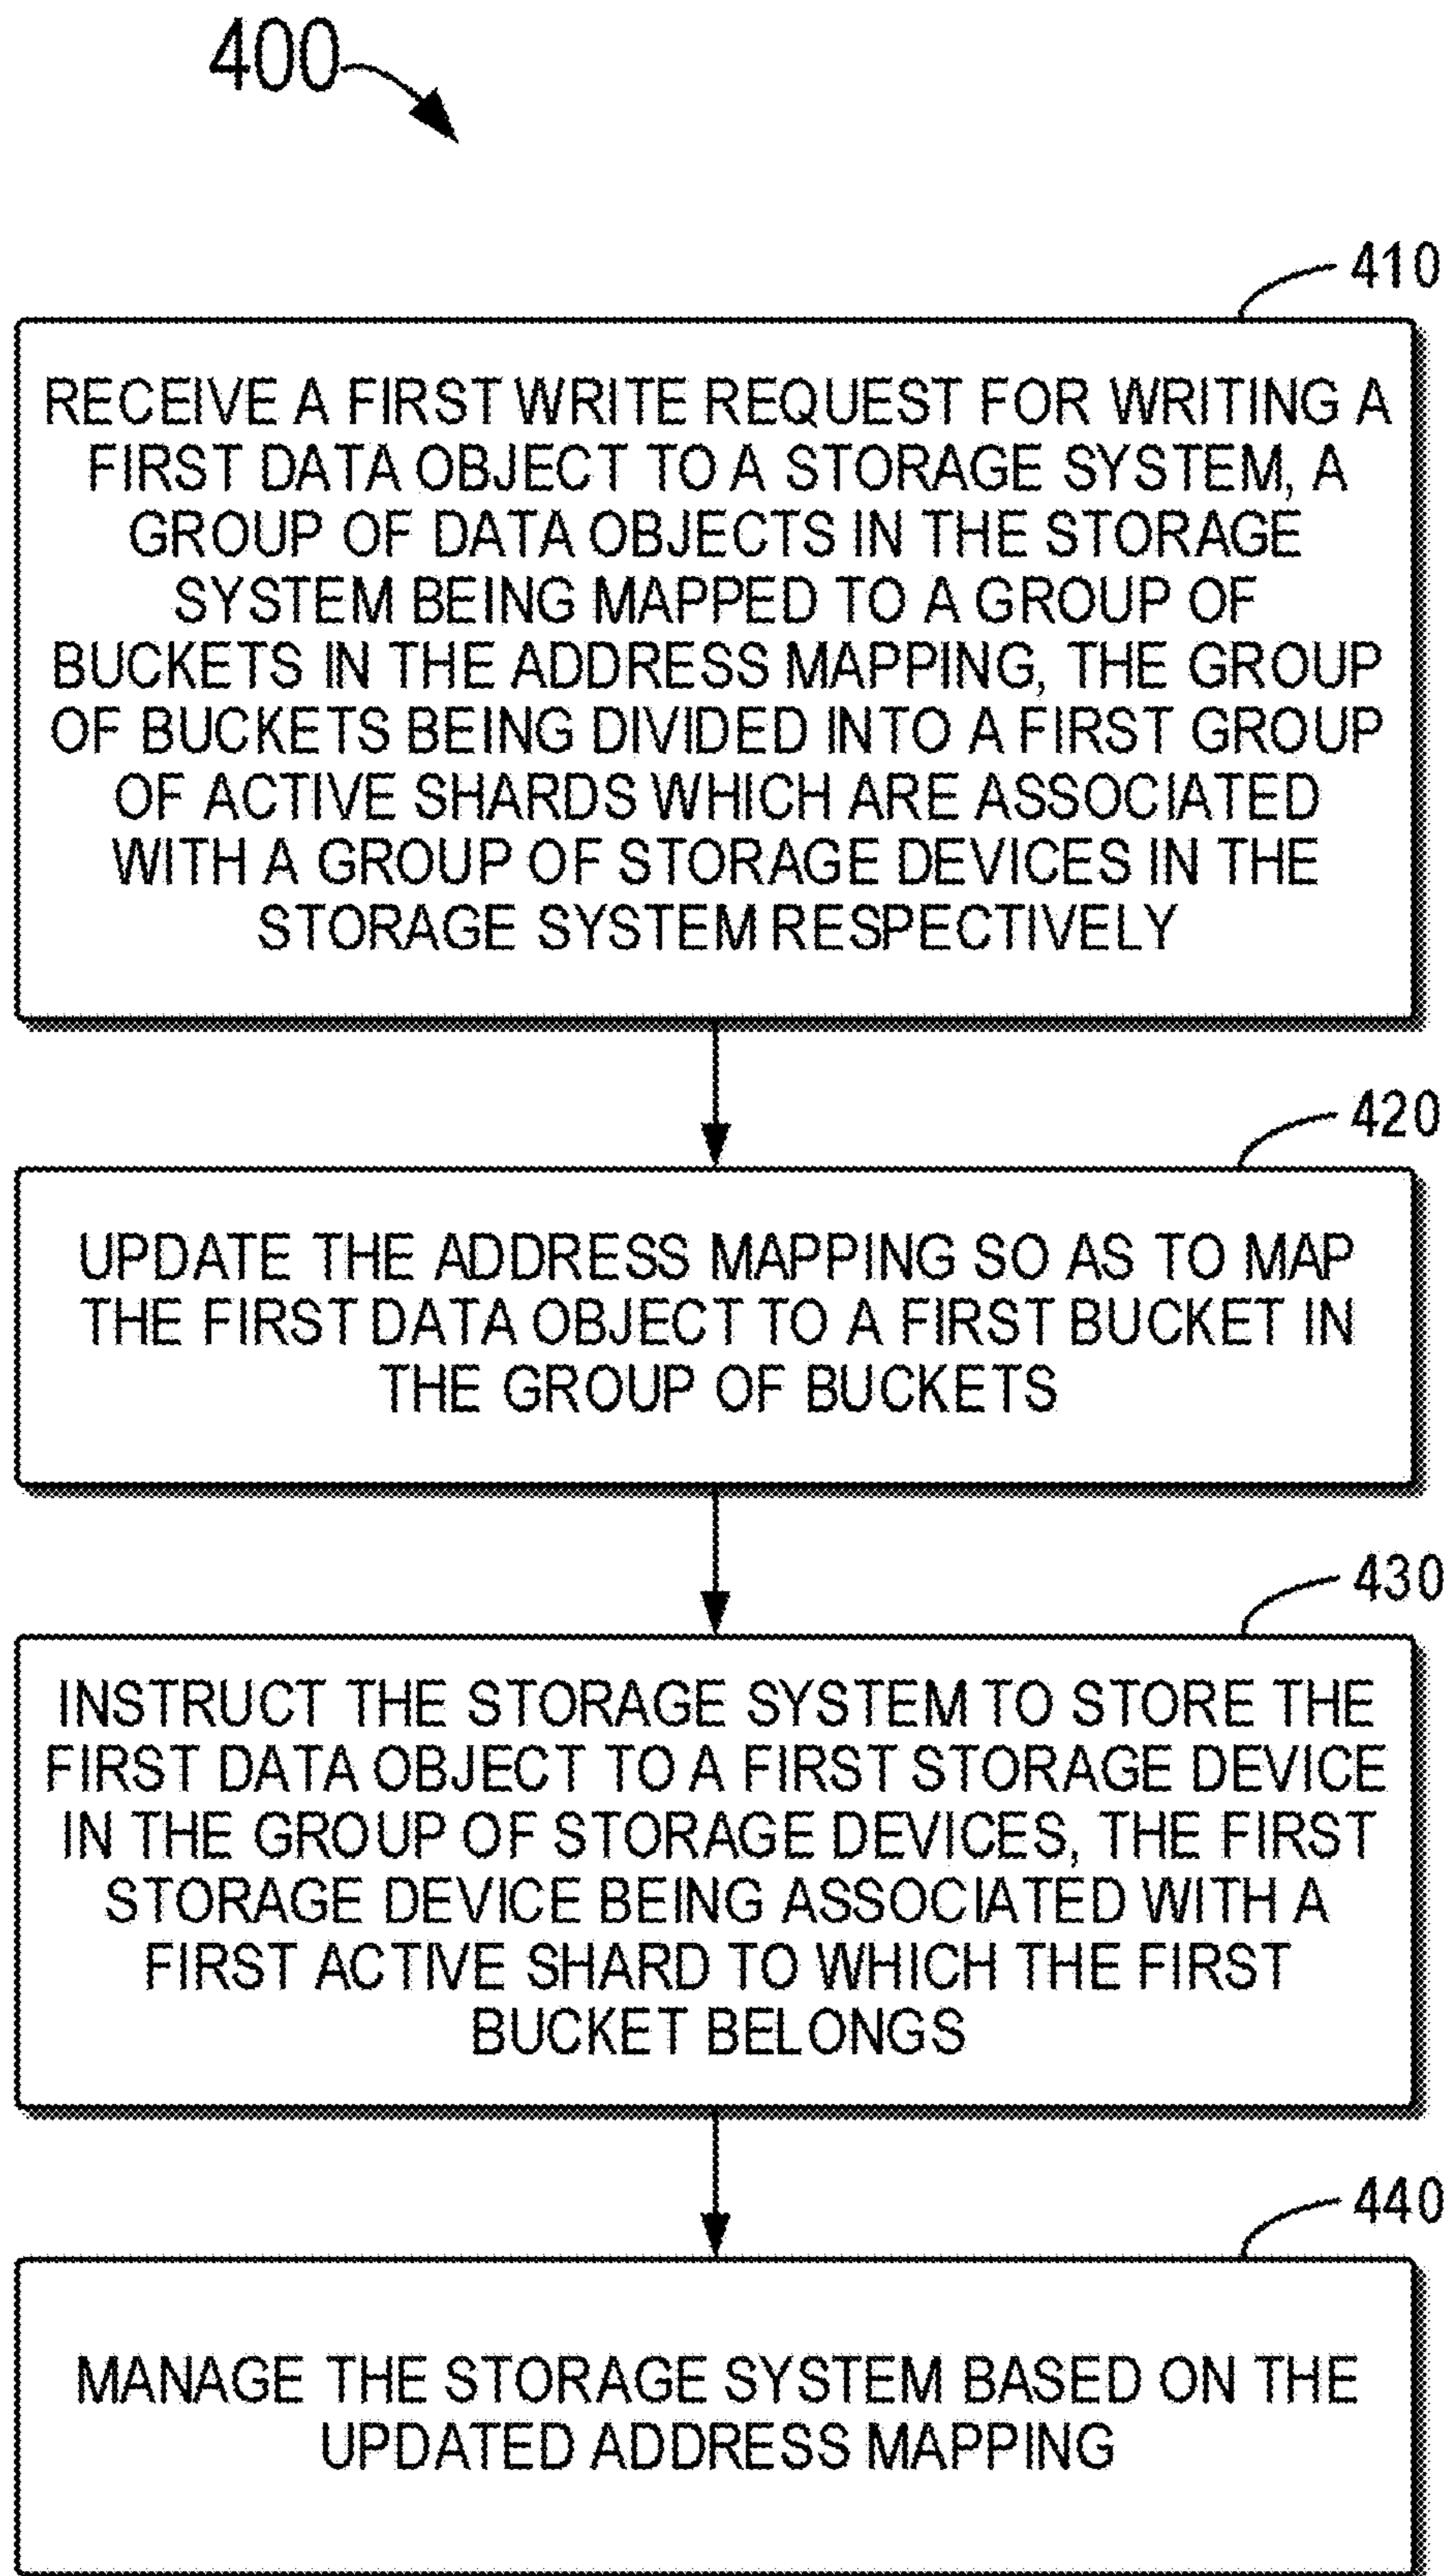 400
410
RECEIVE A FIRST WRITE REQUEST FOR WRITING A
FIRST DATA OBJECT TO A STORAGE SYSTEM, A
GROUP OF DATA OBJECTS IN THE STORAGE
SYSTEM BEING MAPPED TO A GROUP OF
BUCKETS IN THE ADDRESS MAPPING, THE GROUP
OF BUCKETS BEING DIVIDED INTO A FIRST GROUP
OF ACTIVE SHARDS WHICH ARE ASSOCIATED
WITH A GROUP OF STORAGE DEVICES IN THE
STORAGE SYSTEM RESPECTIVELY
420
UPDATE THE ADDRESS MAPPING SO AS TO MAP
THE FIRST DATA OBJECT TO A FIRST BUCKET IN
THE GROUP OF BUCKETS
430
INSTRUCT THE STORAGE SYSTEM TO STORE THE
FIRST DATA OBJECT TO A FIRST STORAGE DEVICE
IN THE GROUP OF STORAGE DEVICES, THE FIRST
STORAGE DEVICE BEING ASSOCIATED WITH A
FIRST ACTIVE SHARD TO WHICH THE FIRST
BUCKET BELONGS
440
MANAGE THE STORAGE SYSTEM BASED ON THE
UPDATED ADDRESS MAPPING